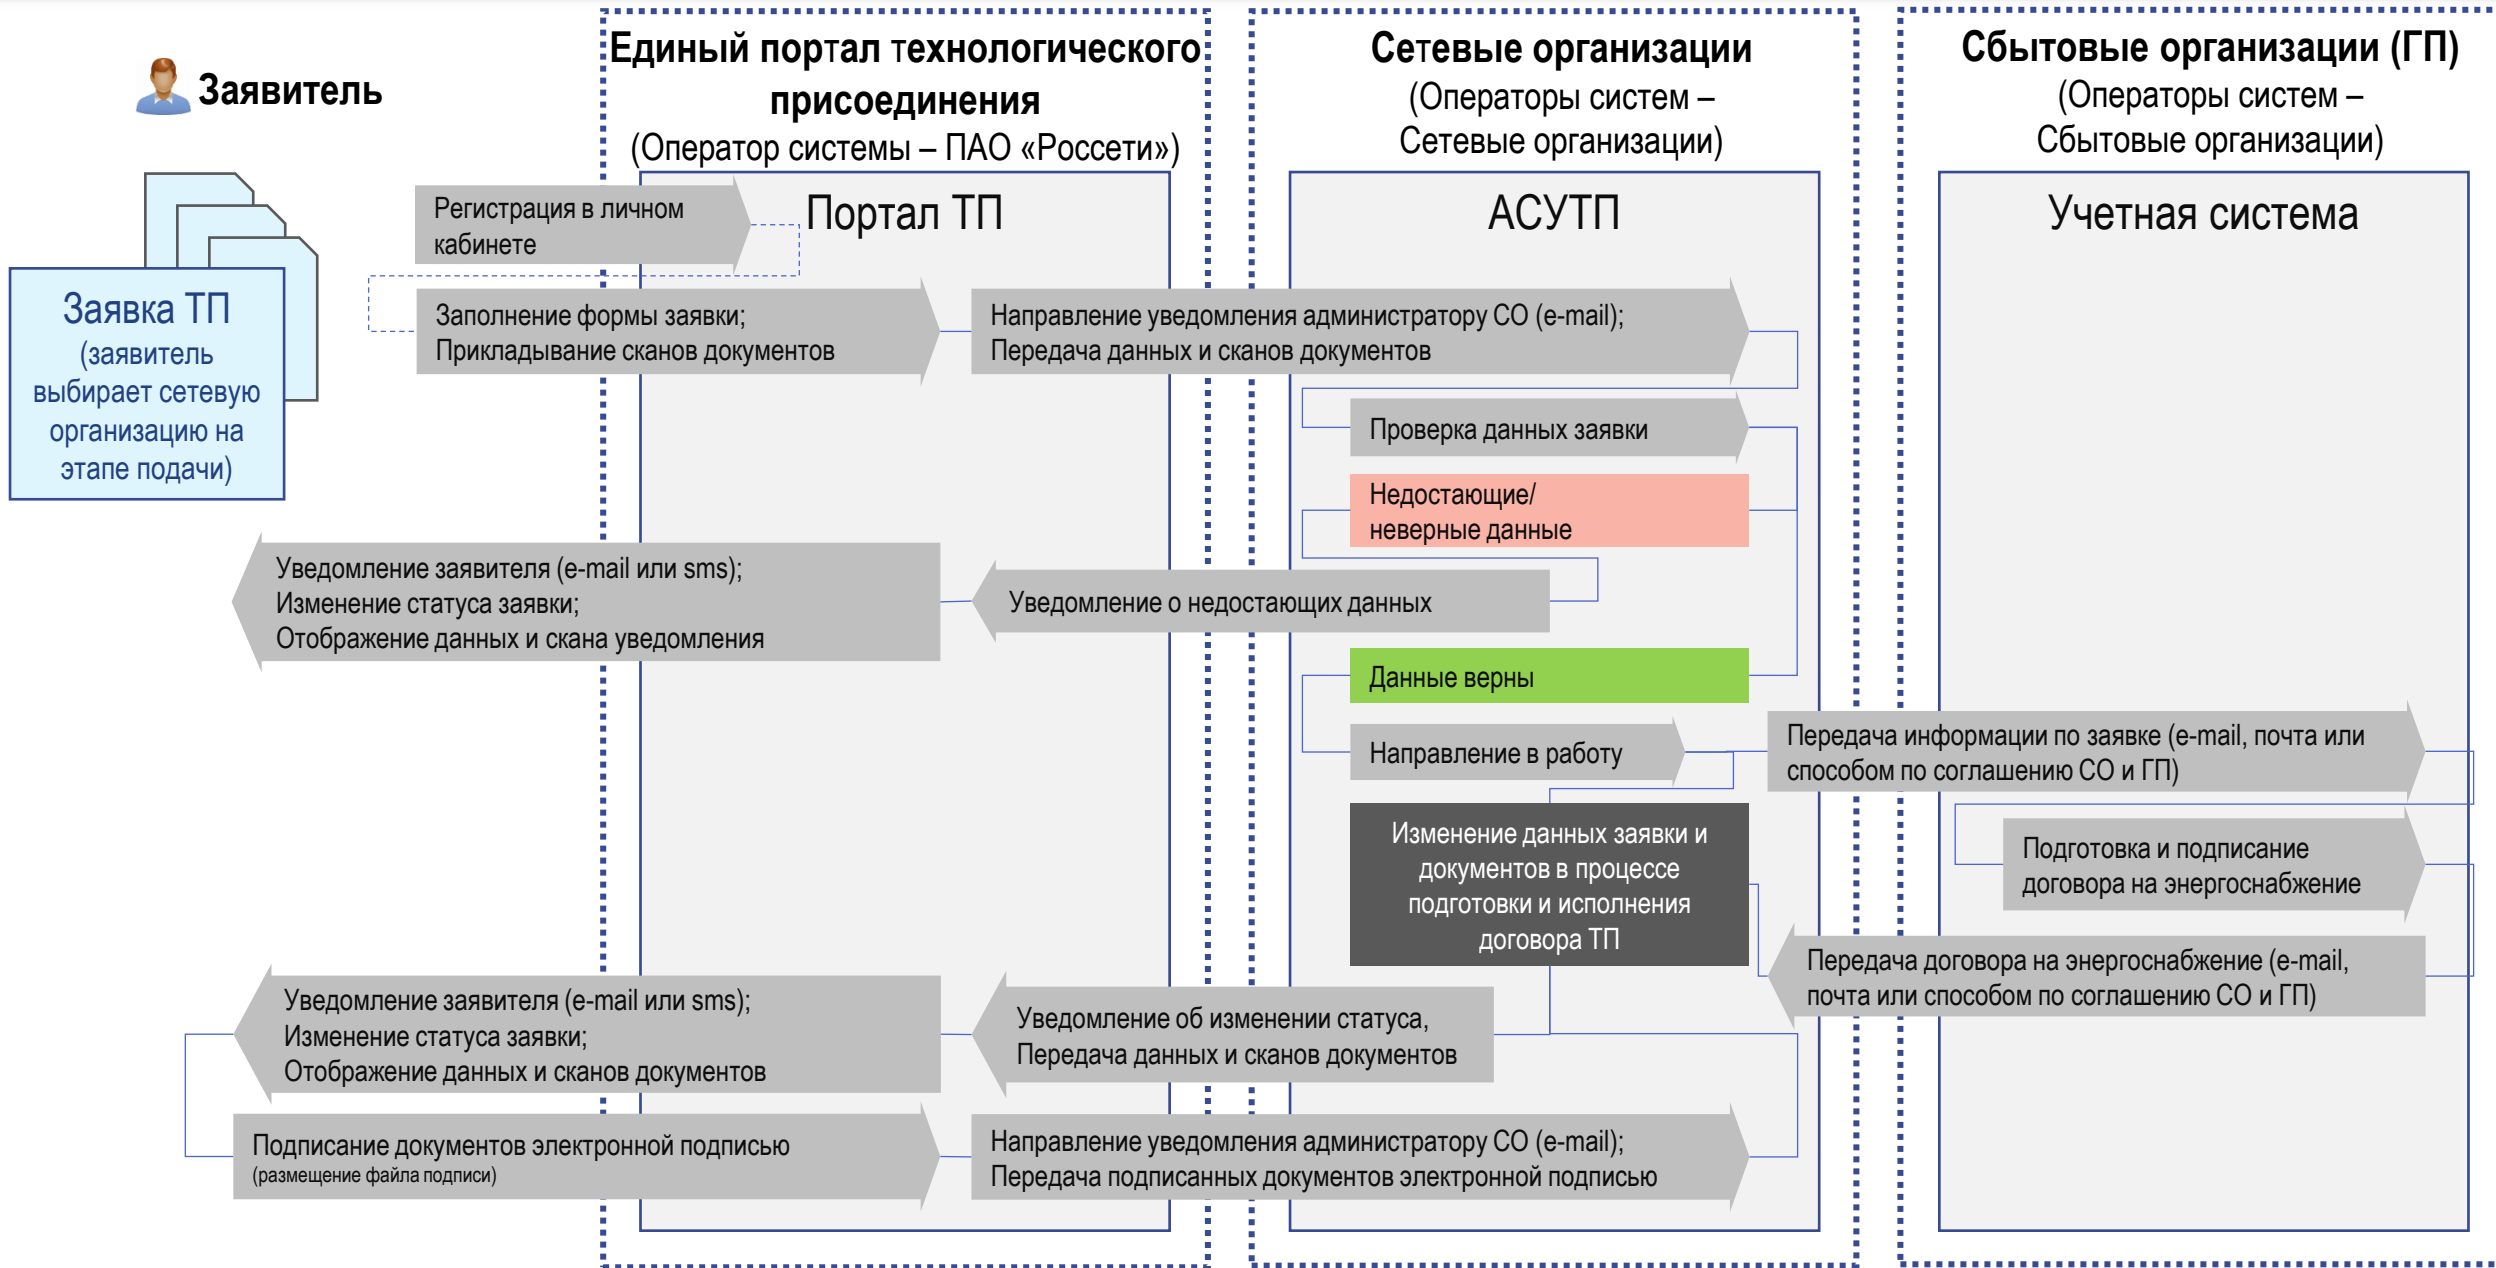 Заявитель
Единый портал технологического
присоединения
(Оператор системы – ПАО «Россети»)
Сетевые организации
(Операторы систем –
Сетевые организации)
Сбытовые организации (ГП)
(Операторы систем –
Сбытовые организации)
Портал ТП
АСУТП
Учетная система
Заявка ТП
(заявитель
выбирает сетевую
организацию на
этапе подачи)
Регистрация в личном
кабинете
Заполнение формы заявки;
Прикладывание сканов документов
Направление уведомления администратору СО (e-mail);
Передача данных и сканов документов
Проверка данных заявки
Недостающие/
неверные данные
Уведомление о недостающих данных
Уведомление заявителя (e-mail или sms);
Изменение статуса заявки;
Отображение данных и скана уведомления
Данные верны
Направление в работу
Передача информации по заявке (e-mail, почта или
способом по соглашению СО и ГП)
Подготовка и подписание
договора на энергоснабжение
Передача договора на энергоснабжение (e-mail,
почта или способом по соглашению СО и ГП)
Изменение данных заявки и
документов в процессе
подготовки и исполнения
договора ТП
Уведомление об изменении статуса,
Передача данных и сканов документов
Уведомление заявителя (e-mail или sms);
Изменение статуса заявки;
Отображение данных и сканов документов
Подписание документов электронной подписью
(размещение файла подписи)
Направление уведомления администратору СО (e-mail);
Передача подписанных документов электронной подписью